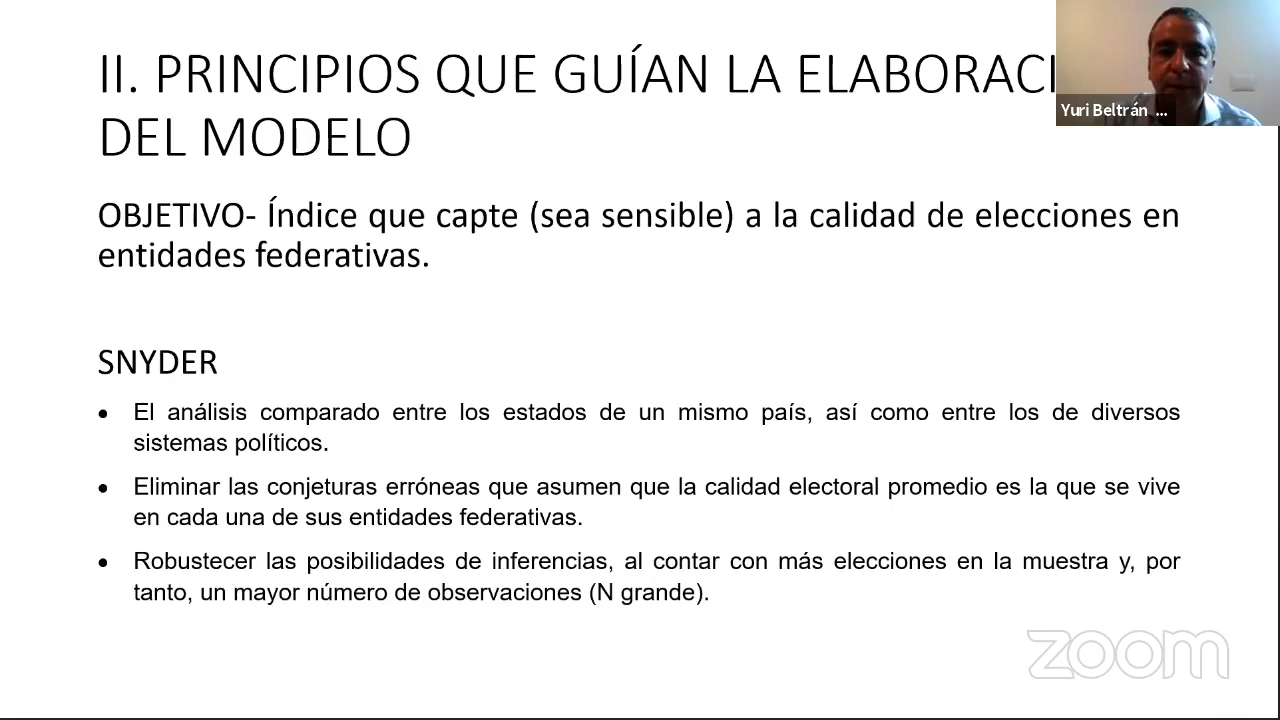 II. PRINCIPIOS QUE GUÍAN LA ELABORACI
DEL MODELO
Yuri Beltrán ...
OBJETIVO- Índice que capte (sea sensible) a la calidad de elecciones en
entidades federativas.
SNYDER
• El análisis comparado entre los estados de un mismo país, así como entre los de diversos
sistemas políticos.
• Eliminar las conjeturas erróneas que asumen que la calidad electoral promedio es la que se vive
en cada una de sus entidades federativas.
• Robustecer las posibilidades de inferencias, al contar con más elecciones en la muestra y, por
tanto, un mayor número de observaciones (N grande).
zoom